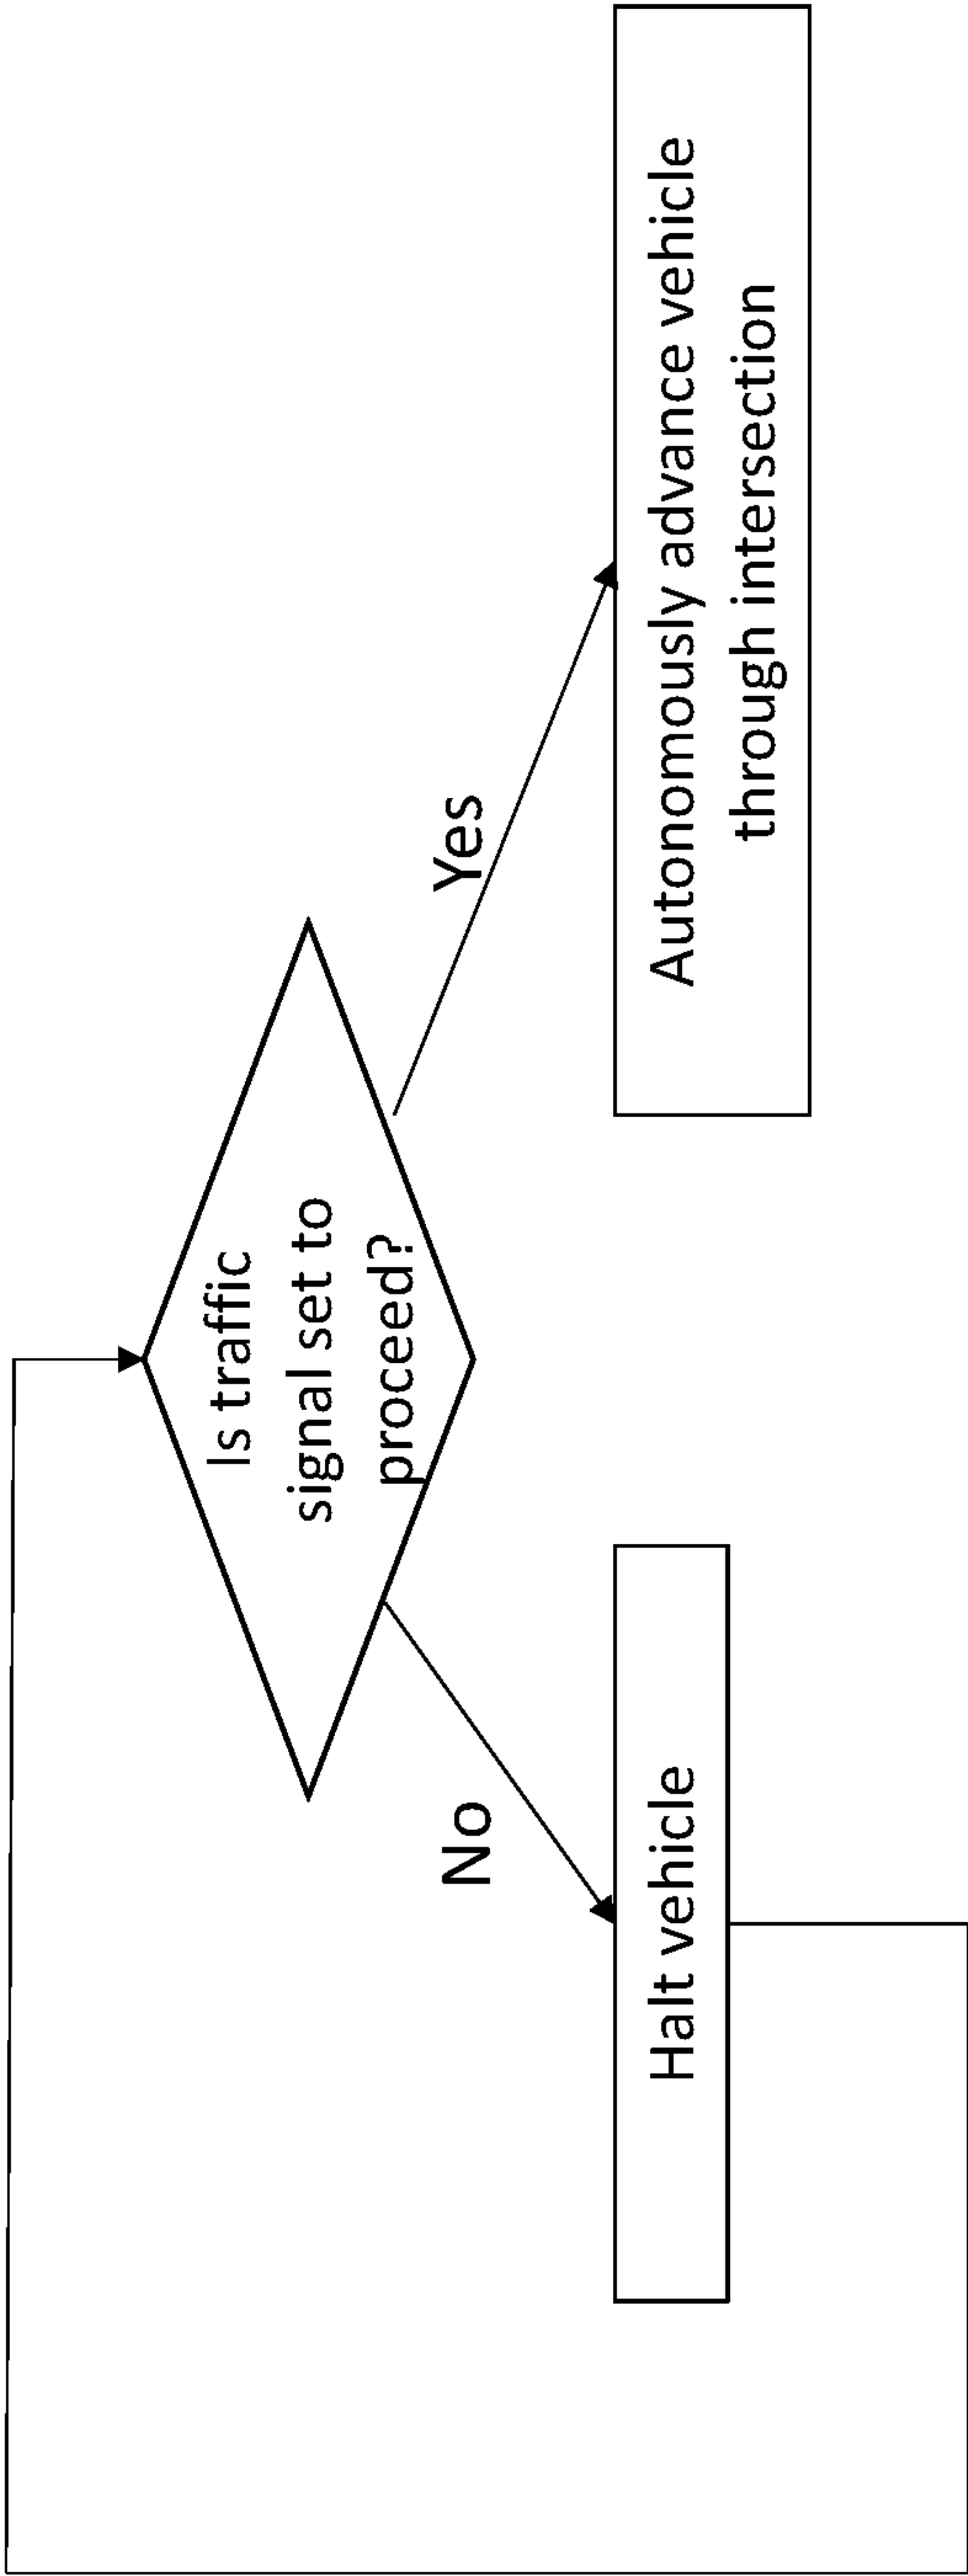 Is traffic
signal set to
proceed?
No
Yes
Halt vehicle
Autonomously advance vehicle
through intersection